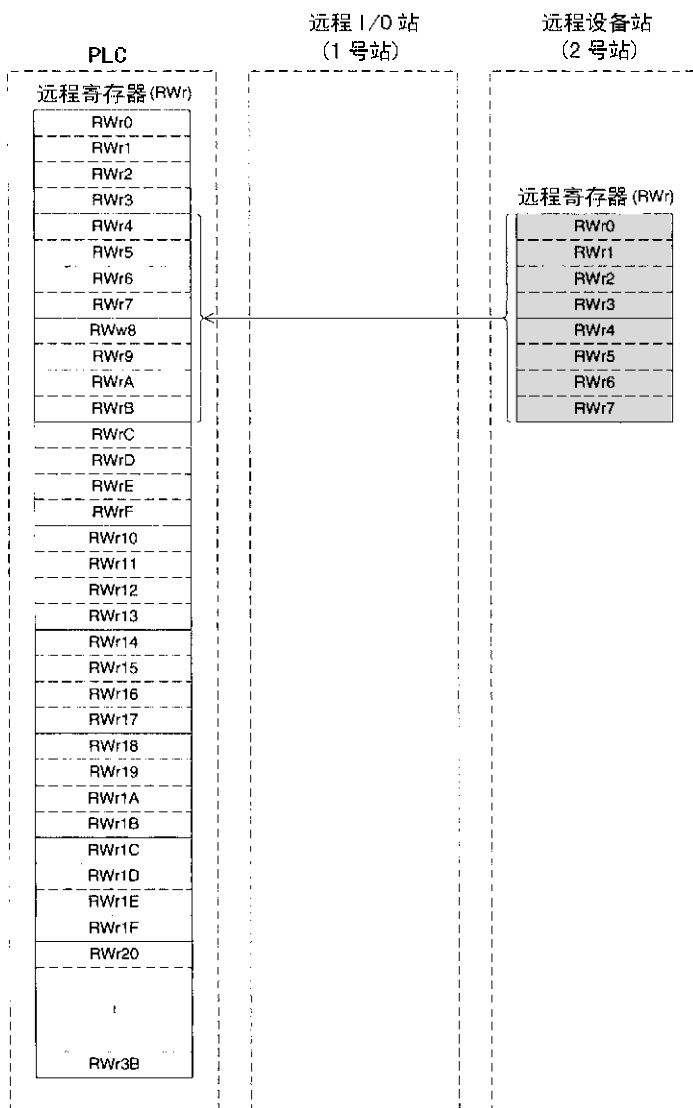 PLC
远程寄存器(RWr)
RWr0
RWr1
RWr2
RWr3
RWr4
RWr5
RWr6
RWr7
RWw8
RWr9
RWrA
RWrB
RWrC
RWrD
RWrE
RWrF
RWr10
RWr11
RWr12
RWr13
RWr14
RWr15
RWr16
RWr17
RWr18
RWr19
RWr1A
RWr1B
RWr1C
RWr1D
RWr1E
RWr1F
RWr20
RWr3B
远程 I/O 站
(1 号站)
远程设备站
(2 号站)
远程寄存器(RWr)
RWr0
RWr1
RWr2
RWr3
RWr4
RWr5
RWr6
RWr7